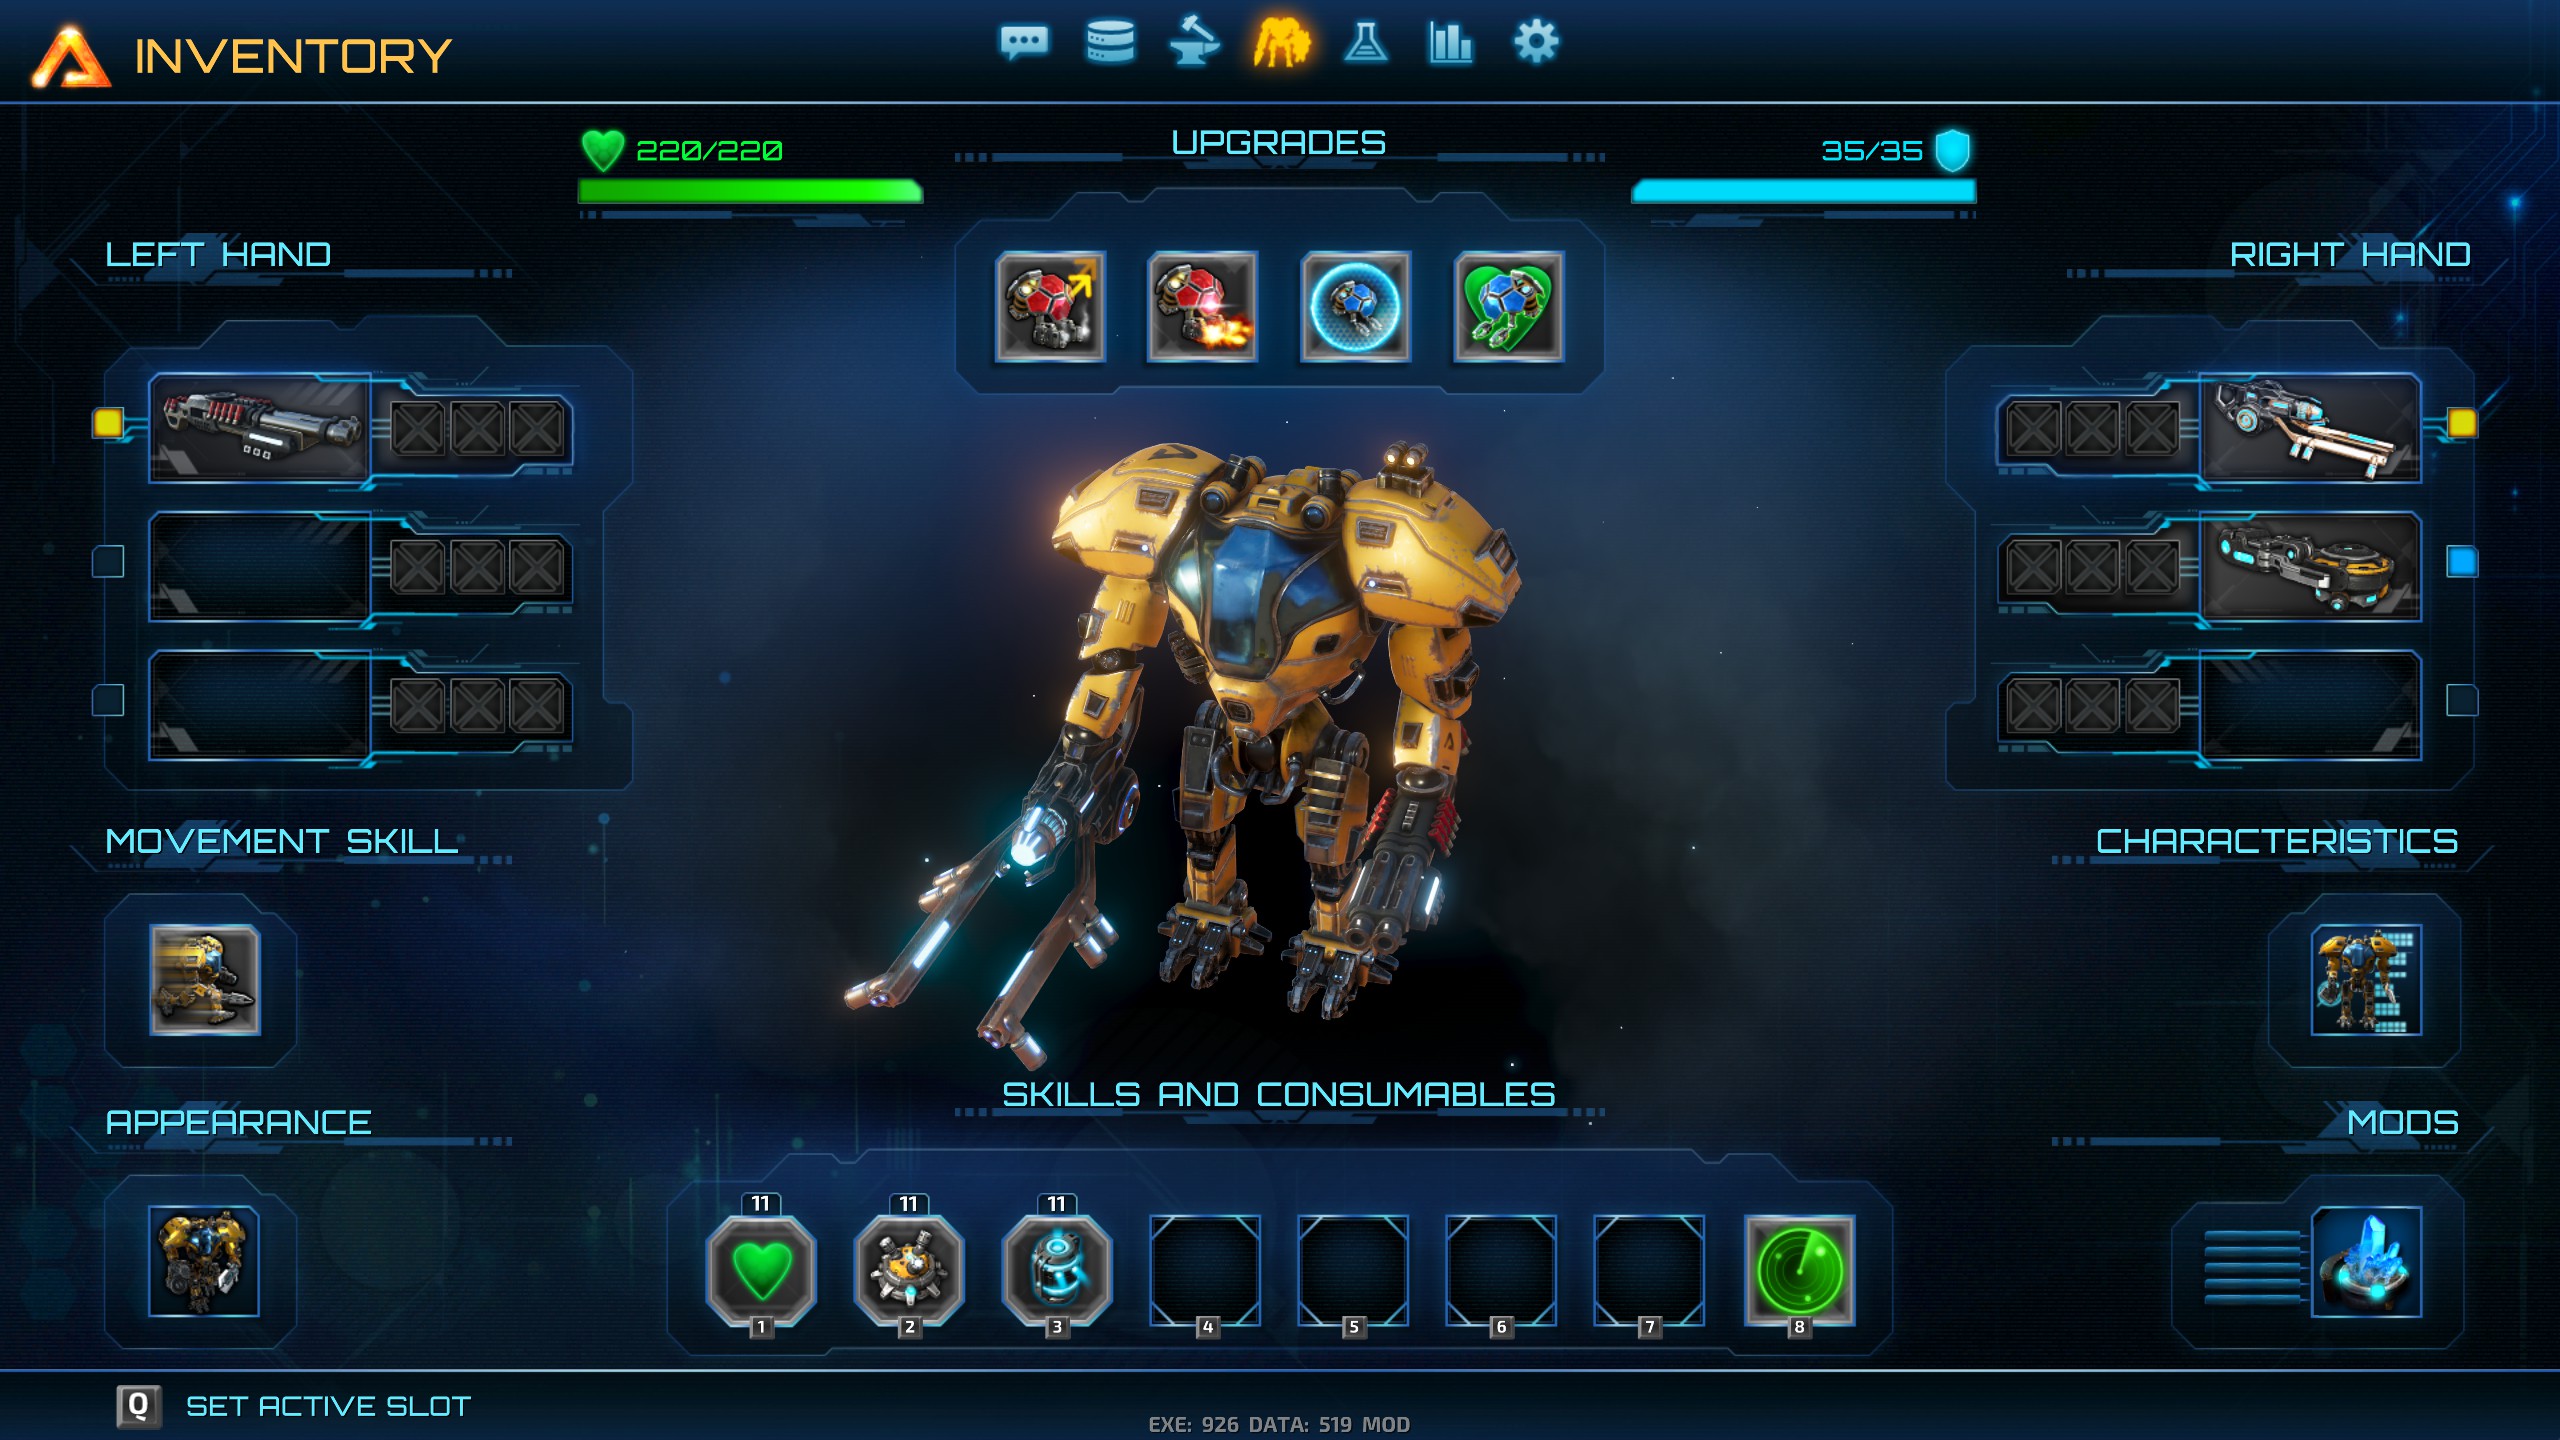 INVENTORY
220/220
UPGRADES
35/35
LEFT HAND
RIGHT HAND
MOVEMENT SKILL
CHARACTERISTICS
APPEARANCE
SKILLS AND CONSUMABLES
MODS
11 11 11
1 2 3 4 5 6 7 8
Q SET ACTIVE SLOT
EXE: 926 DATA: 519 MOD